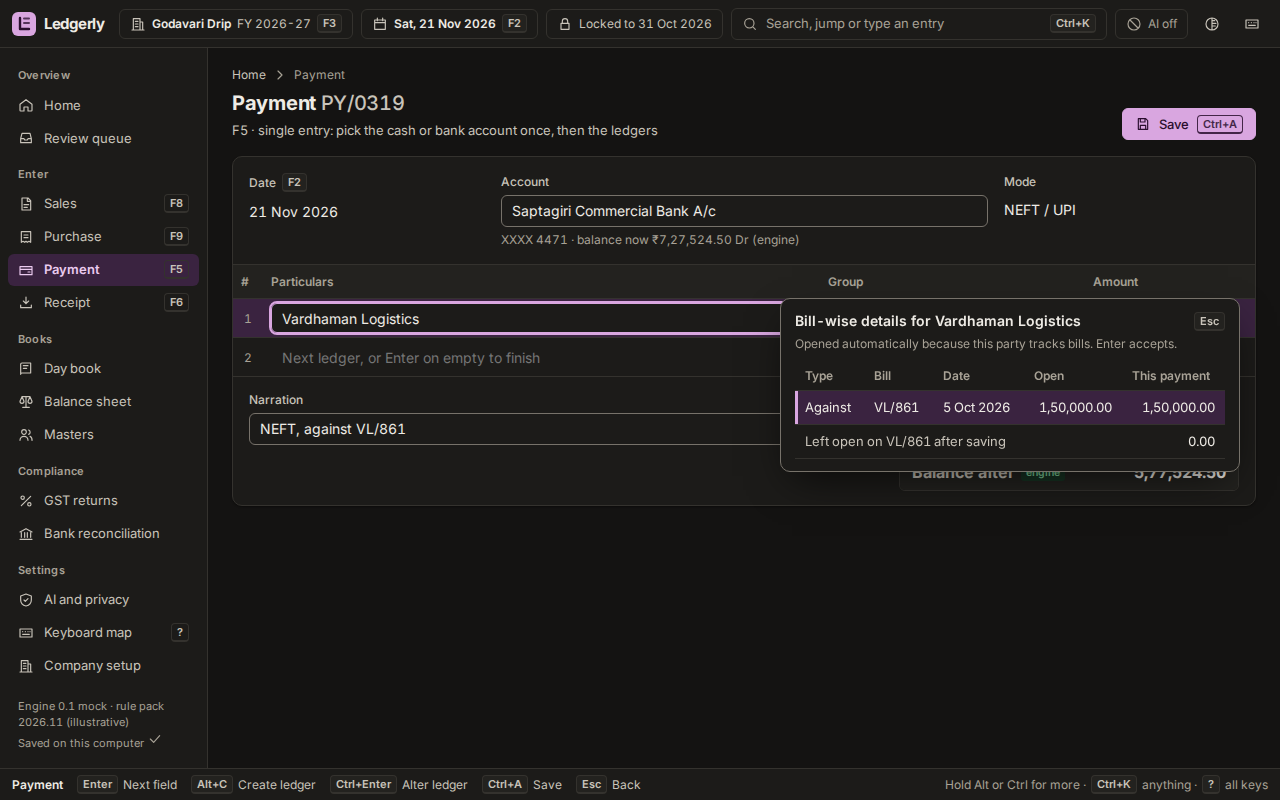 Ledgerly
Godavari Drip FY 2026-27 F3
Sat, 21 Nov 2026 F2
Locked to 31 Oct 2026
Search, jump or type an entry Ctrl+K
AI off
Overview
Home
Review queue
Enter
Sales F8
Purchase F9
Payment F5
Receipt F6
Books
Day book
Balance sheet
Masters
Compliance
GST returns
Bank reconciliation
Settings
AI and privacy
Keyboard map ?
Company setup
Engine 0.1 mock · rule pack
2026.11 (illustrative)
Saved on this computer
Home > Payment
Payment PY/0319
F5 · single entry: pick the cash or bank account once, then the ledgers
Save Ctrl+A
Date F2
21 Nov 2026
Account
Saptagiri Commercial Bank A/c
XXXX 4471 · balance now ₹7,27,524.50 Dr (engine)
Mode
NEFT / UPI
# Particulars Group Amount
1 Vardhaman Logistics
2 Next ledger, or Enter on empty to finish
Narration
NEFT, against VL/861
Bill-wise details for Vardhaman Logistics Esc
Opened automatically because this party tracks bills. Enter accepts.
Type Bill Date Open This payment
Against VL/861 5 Oct 2026 1,50,000.00 1,50,000.00
Left open on VL/861 after saving 0.00
Balance after engine 5,77,524.50
Payment Enter Next field Alt+C Create ledger Ctrl+Enter Alter ledger Ctrl+A Save Esc Back
Hold Alt or Ctrl for more · Ctrl+K anything · ? all keys